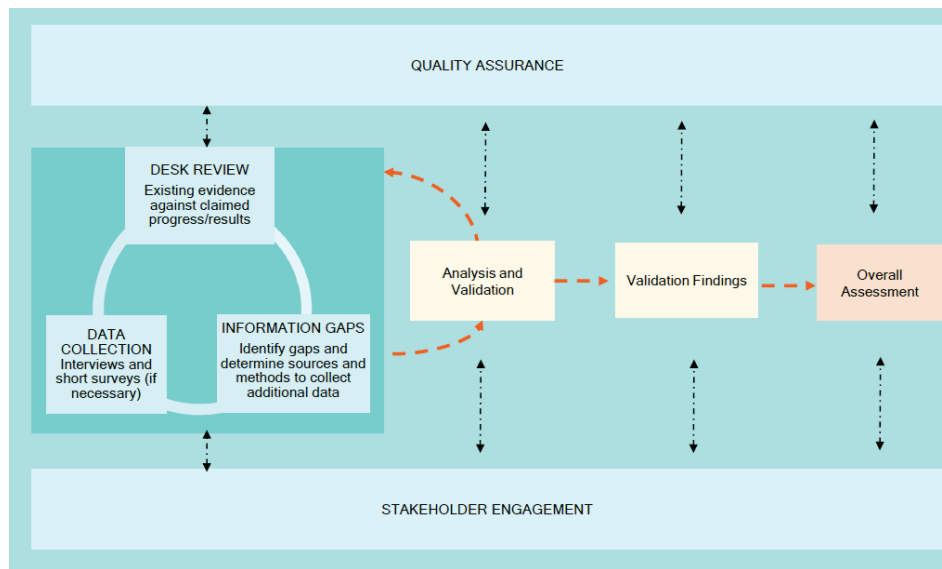 QUALITY ASSURANCE
DESK REVIEW
Existing evidence
against claimed
progress/results
DATA
COLLECTION
Interviews and
short surveys (if
necessary)
INFORMATION GAPS
Identify gaps and
determine sources and
methods to collect
additional data
Analysis and
Validation
Validation Findings
Overall
Assessment
STAKEHOLDER ENGAGEMENT